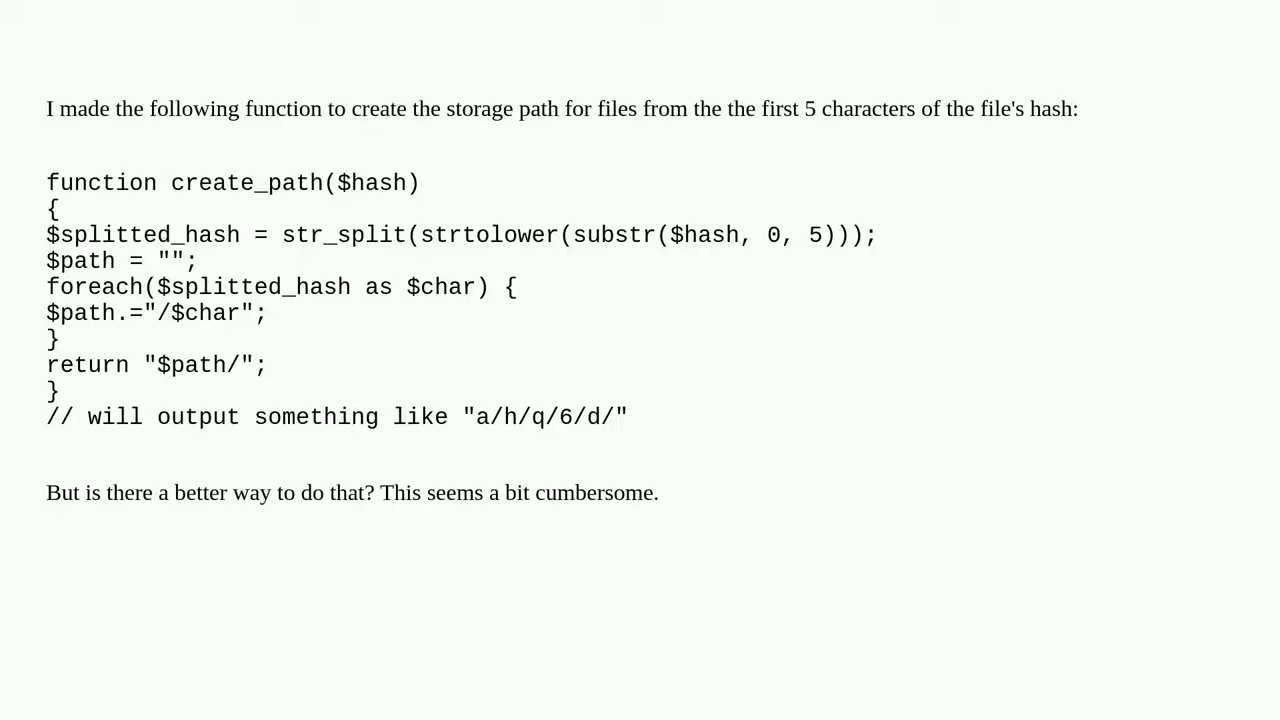 I made the following function to create the storage path for files from the the first 5 characters of the file's hash:
function create_path($hash)
{
$splitted_hash = str_split(strtolower(substr($hash, 0, 5)));
$path = "";
foreach($splitted_hash as $char) {
$path.="/$char";
}
return "$path/";
}
// will output something like "a/h/q/6/d/"
But is there a better way to do that? This seems a bit cumbersome.